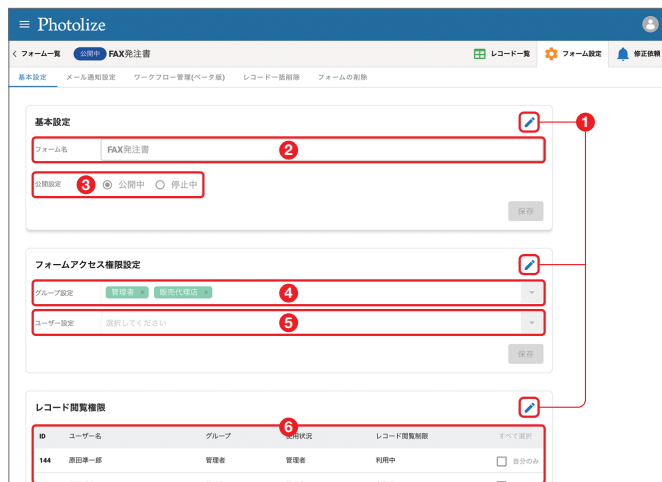 Photolize
フォーム一覧 公開中 FAX発注書 レコード一覧 フォーム設定 修正依頼
基本設定 メール通知設定 ワークフロー管理(ベータ版) レコード一括削除 フォームの削除
基本設定
1
フォーム名 FAX発注書 2
公開設定 3 公開中 停止中
保存
フォームアクセス権限設定
グループ設定 管理者 × 販売代理店 × 4
ユーザー設定 選択してください 5
保存
レコード閲覧権限
6
ID ユーザー名 グループ 使用状況 レコード閲覧制限 すべて選択
144 原田準一郎 管理者 管理者 利用中 自分のみ